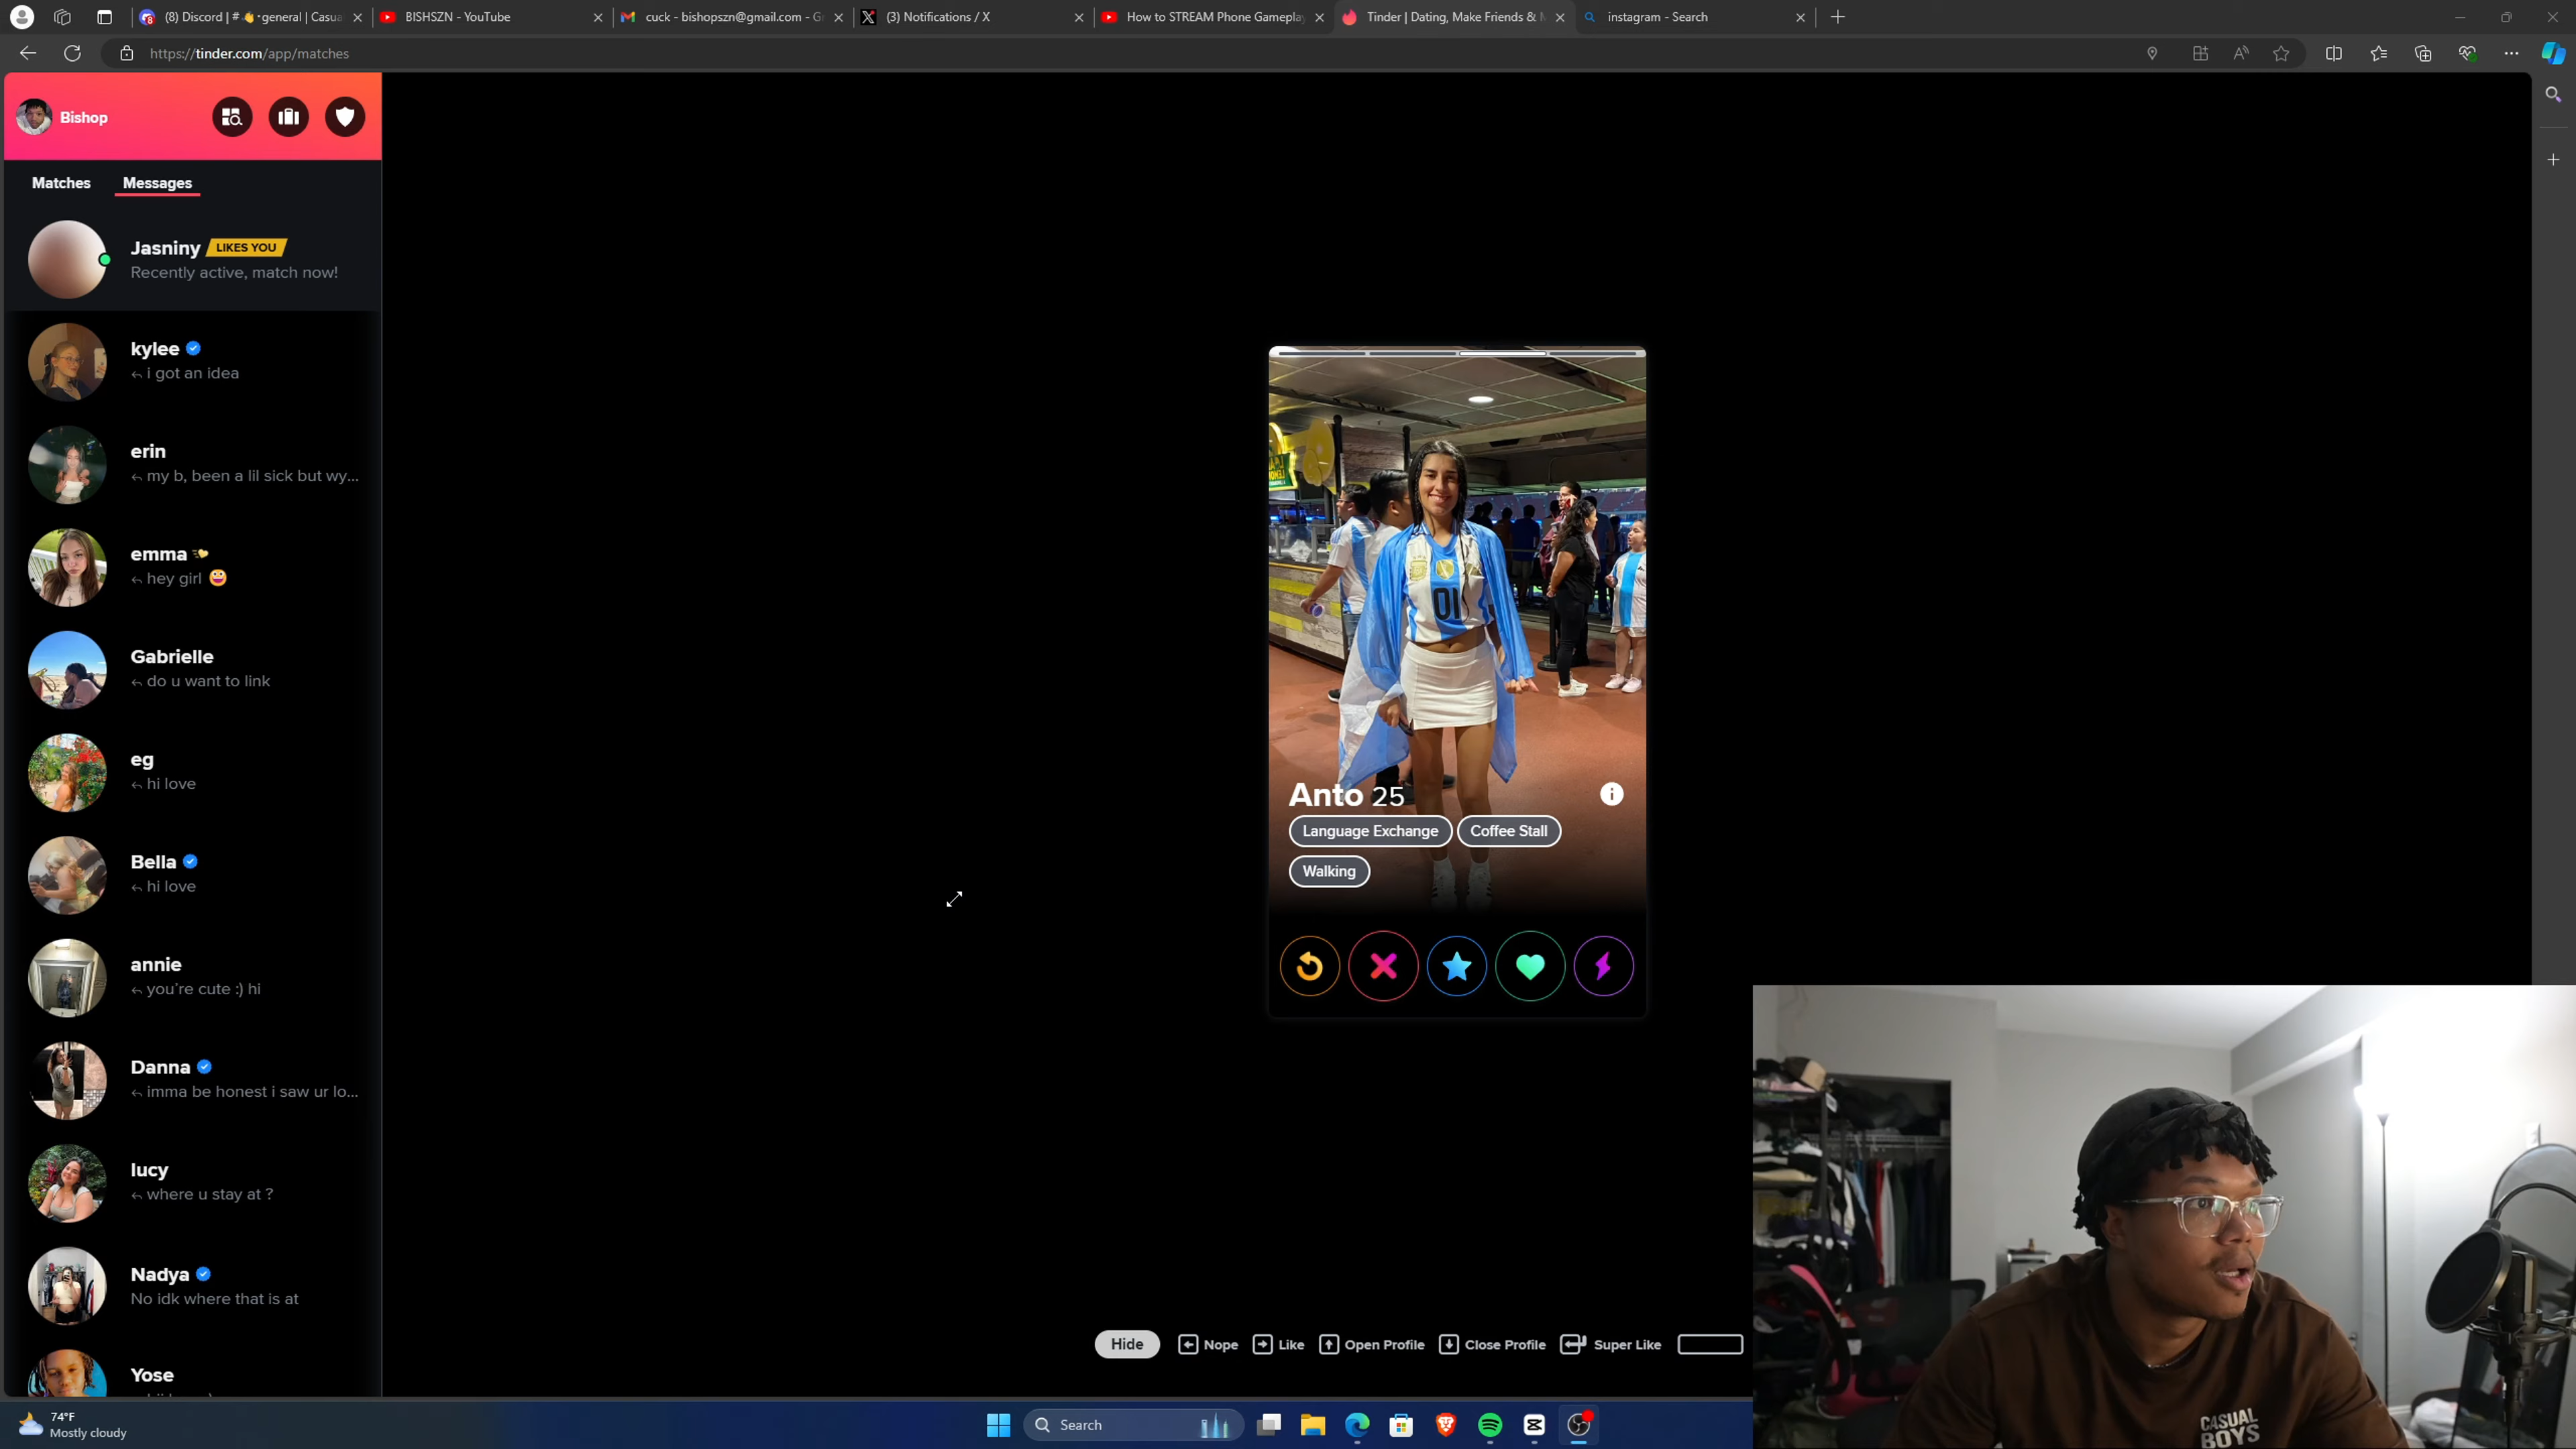 (8) Discord | # 👋・general | Casua
BISHSZN - YouTube
cuck - bishopszn@gmail.com - G
(3) Notifications / X
How to STREAM Phone Gameplay
Tinder | Dating, Make Friends & M
instagram - Search
https://tinder.com/app/matches
Bishop
Matches
Messages
Jasniny LIKES YOU
Recently active, match now!
kylee
i got an idea
erin
my b, been a lil sick but wy...
emma
hey girl 😀
Gabrielle
do u want to link
eg
hi love
Bella
hi love
annie
you're cute :) hi
Danna
imma be honest i saw ur lo...
lucy
where u stay at ?
Nadya
No idk where that is at
Yose
10
Anto 25
Language Exchange
Coffee Stall
Walking
Hide
Nope
Like
Open Profile
Close Profile
Super Like
74°F
Mostly cloudy
Search
CASUAL
BOYS